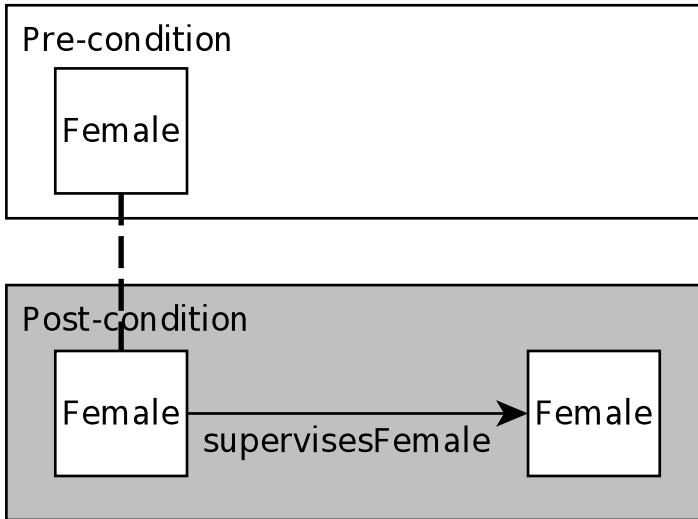 Pre-condition
Female
Post-condition
Female
Female
supervisesFemale